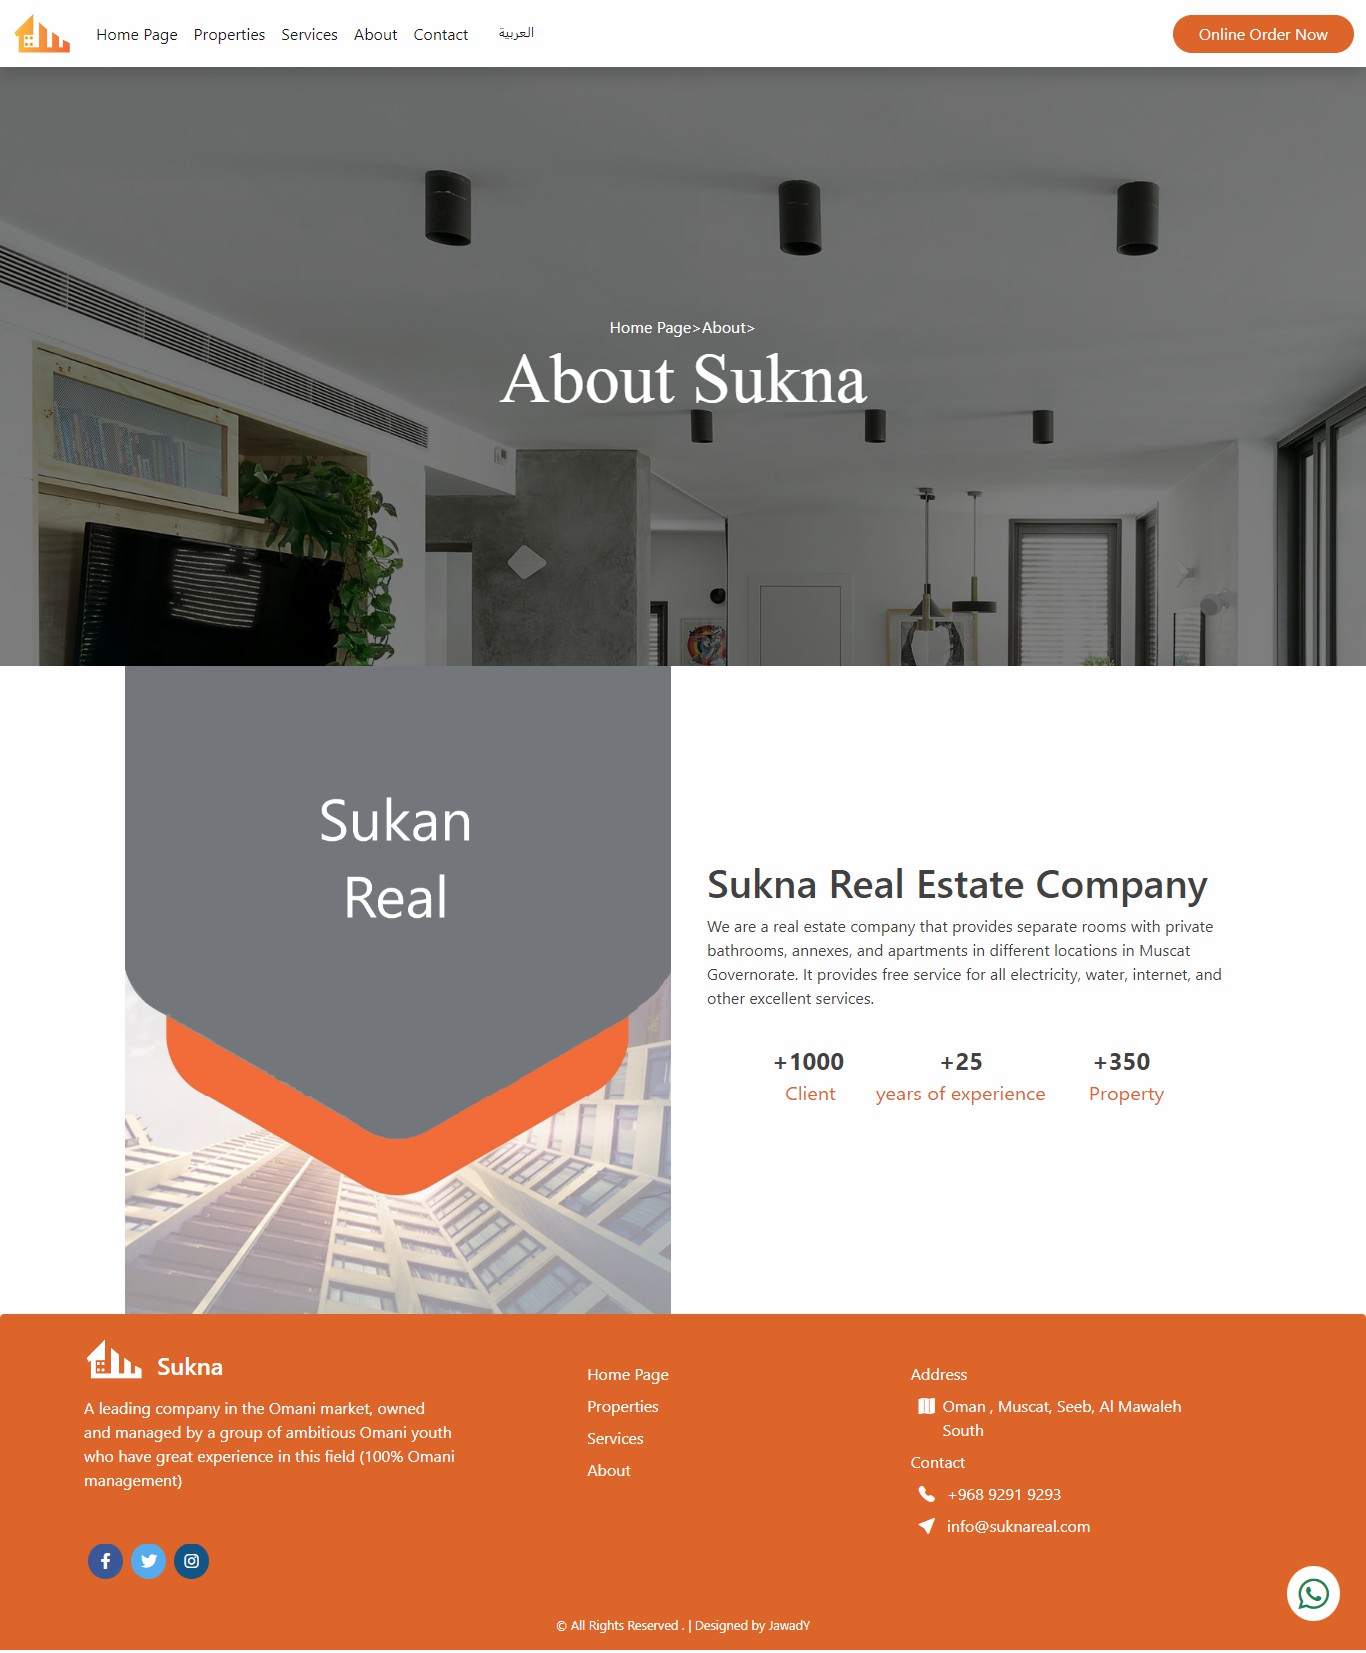 Home Page Properties Services About Contact العربية Online Order Now
Home Page>About>
About Sukna
Sukan
Real
Sukna Real Estate Company
We are a real estate company that provides separate rooms with private
bathrooms, annexes, and apartments in different locations in Muscat
Governorate. It provides free service for all electricity, water, internet, and
other excellent services.
+1000 +25 +350
Client years of experience Property
Sukna
A leading company in the Omani market, owned
and managed by a group of ambitious Omani youth
who have great experience in this field (100% Omani
management)
Home Page
Properties
Services
About
Address
Oman , Muscat, Seeb, Al Mawaleh
South
Contact
+968 9291 9293
info@suknareal.com
© All Rights Reserved . | Designed by JawadY